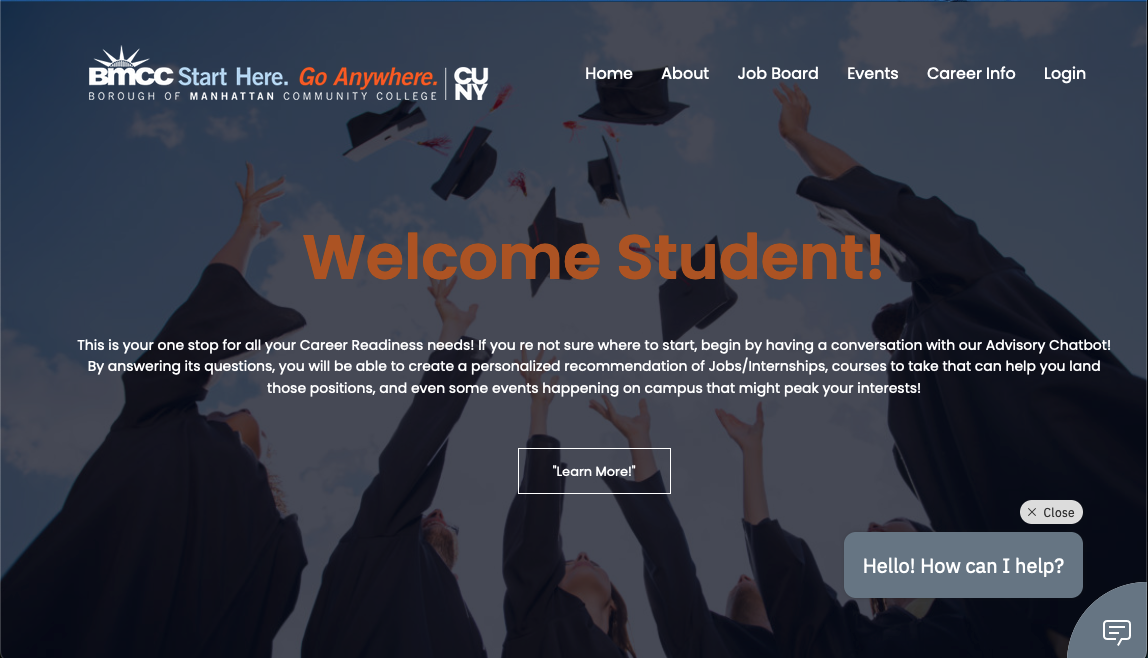 BMCC Start Here. Go Anywhere. CUNY
BOROUGH OF MANHATTAN COMMUNITY COLLEGE
Home About Job Board Events Career Info Login
Welcome Student!
This is your one stop for all your Career Readiness needs! If you re not sure where to start, begin by having a conversation with our Advisory Chatbot!
By answering its questions, you will be able to create a personalized recommendation of Jobs/Internships, courses to take that can help you land
those positions, and even some events happening on campus that might peak your interests!
"Learn More!"
× Close
Hello! How can I help?